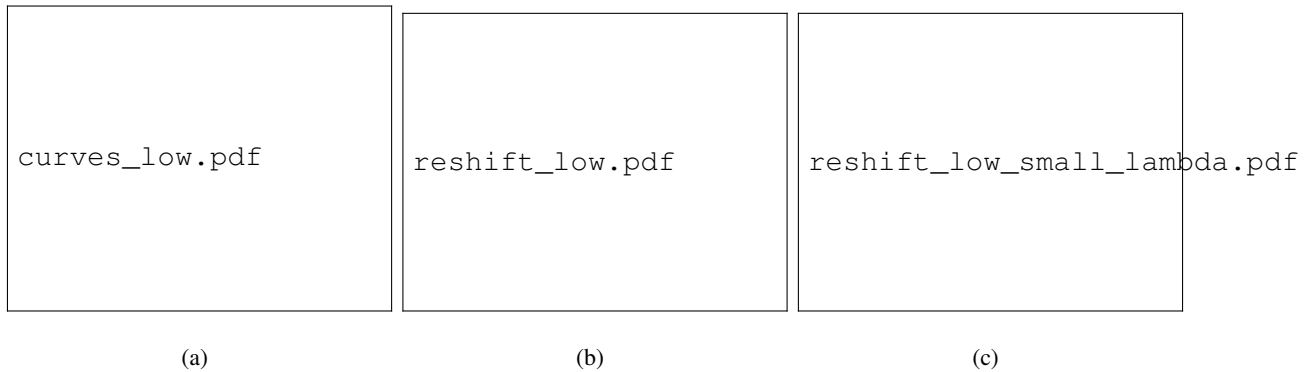 curves_low.pdf
reshift_low.pdf
reshift_low_small_lambda.pdf
(a)
(b)
(c)